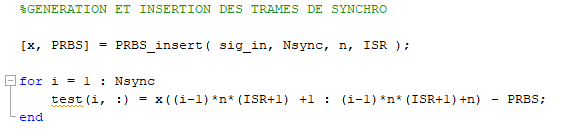 %GENERATION ET INSERTION DES TRAMES DE SYNCHRO
[x, PRBS] = PRBS_insert( sig_in, Nsync, n, ISR );
for i = 1 : Nsync
test(i, :) = x((i-1)*n*(ISR+1) +1 : (i-1)*n*(ISR+1)+n) - PRBS;
end